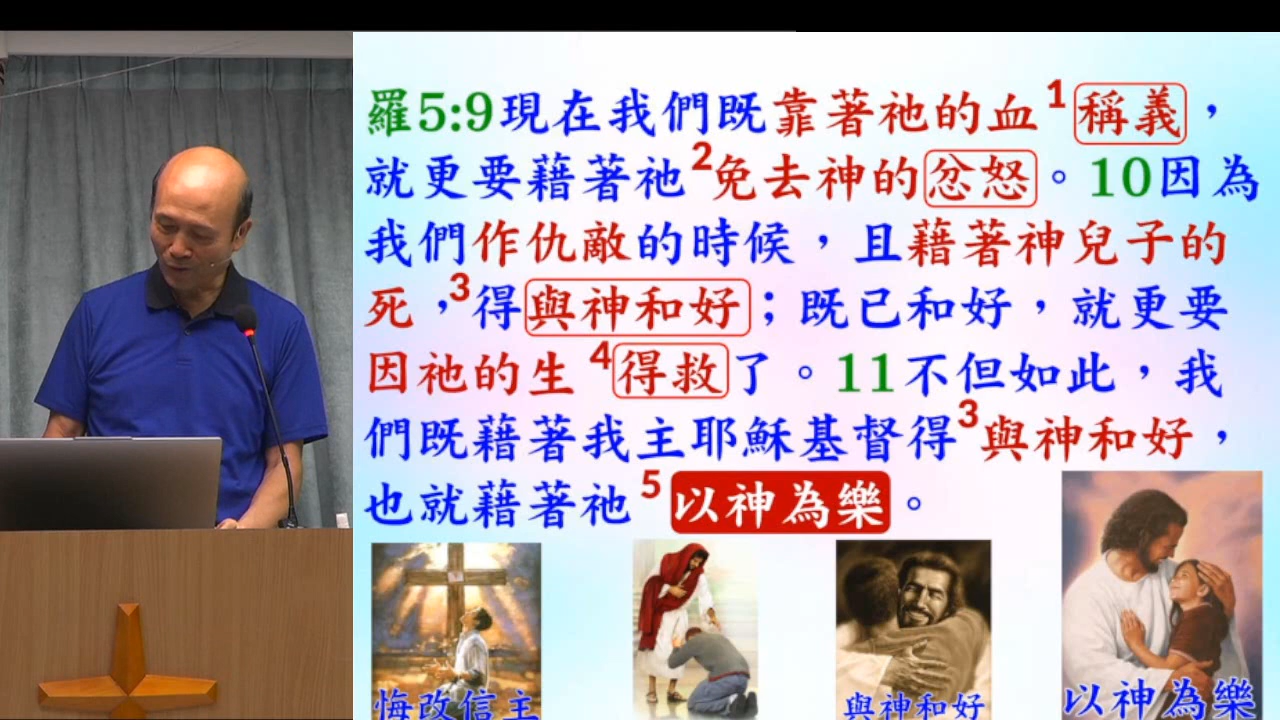 羅5:9現在我們既靠著祂的血1稱義，
就更要藉著祂2免去神的忿怒。10因為
我們作仇敵的時候，且藉著神兒子的
死，3得與神和好；既已和好，就更要
因祂的生4得救了。11不但如此，我
們既藉著我主耶穌基督得3與神和好，
也就藉著祂5以神為樂。
悔改信主
與神和好
以神為樂